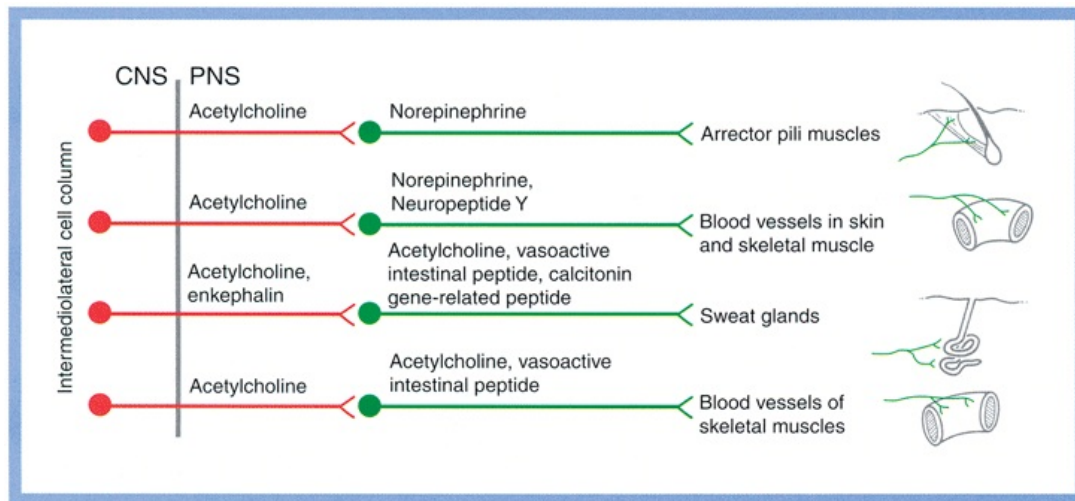 CNS PNS
Intermediolateral cell column
Acetylcholine
Norepinephrine
Arrector pili muscles
Acetylcholine
Norepinephrine,
Neuropeptide Y
Blood vessels in skin
and skeletal muscle
Acetylcholine,
enkephalin
Acetylcholine, vasoactive
intestinal peptide, calcitonin
gene-related peptide
Sweat glands
Acetylcholine
Acetylcholine, vasoactive
intestinal peptide
Blood vessels of
skeletal muscles